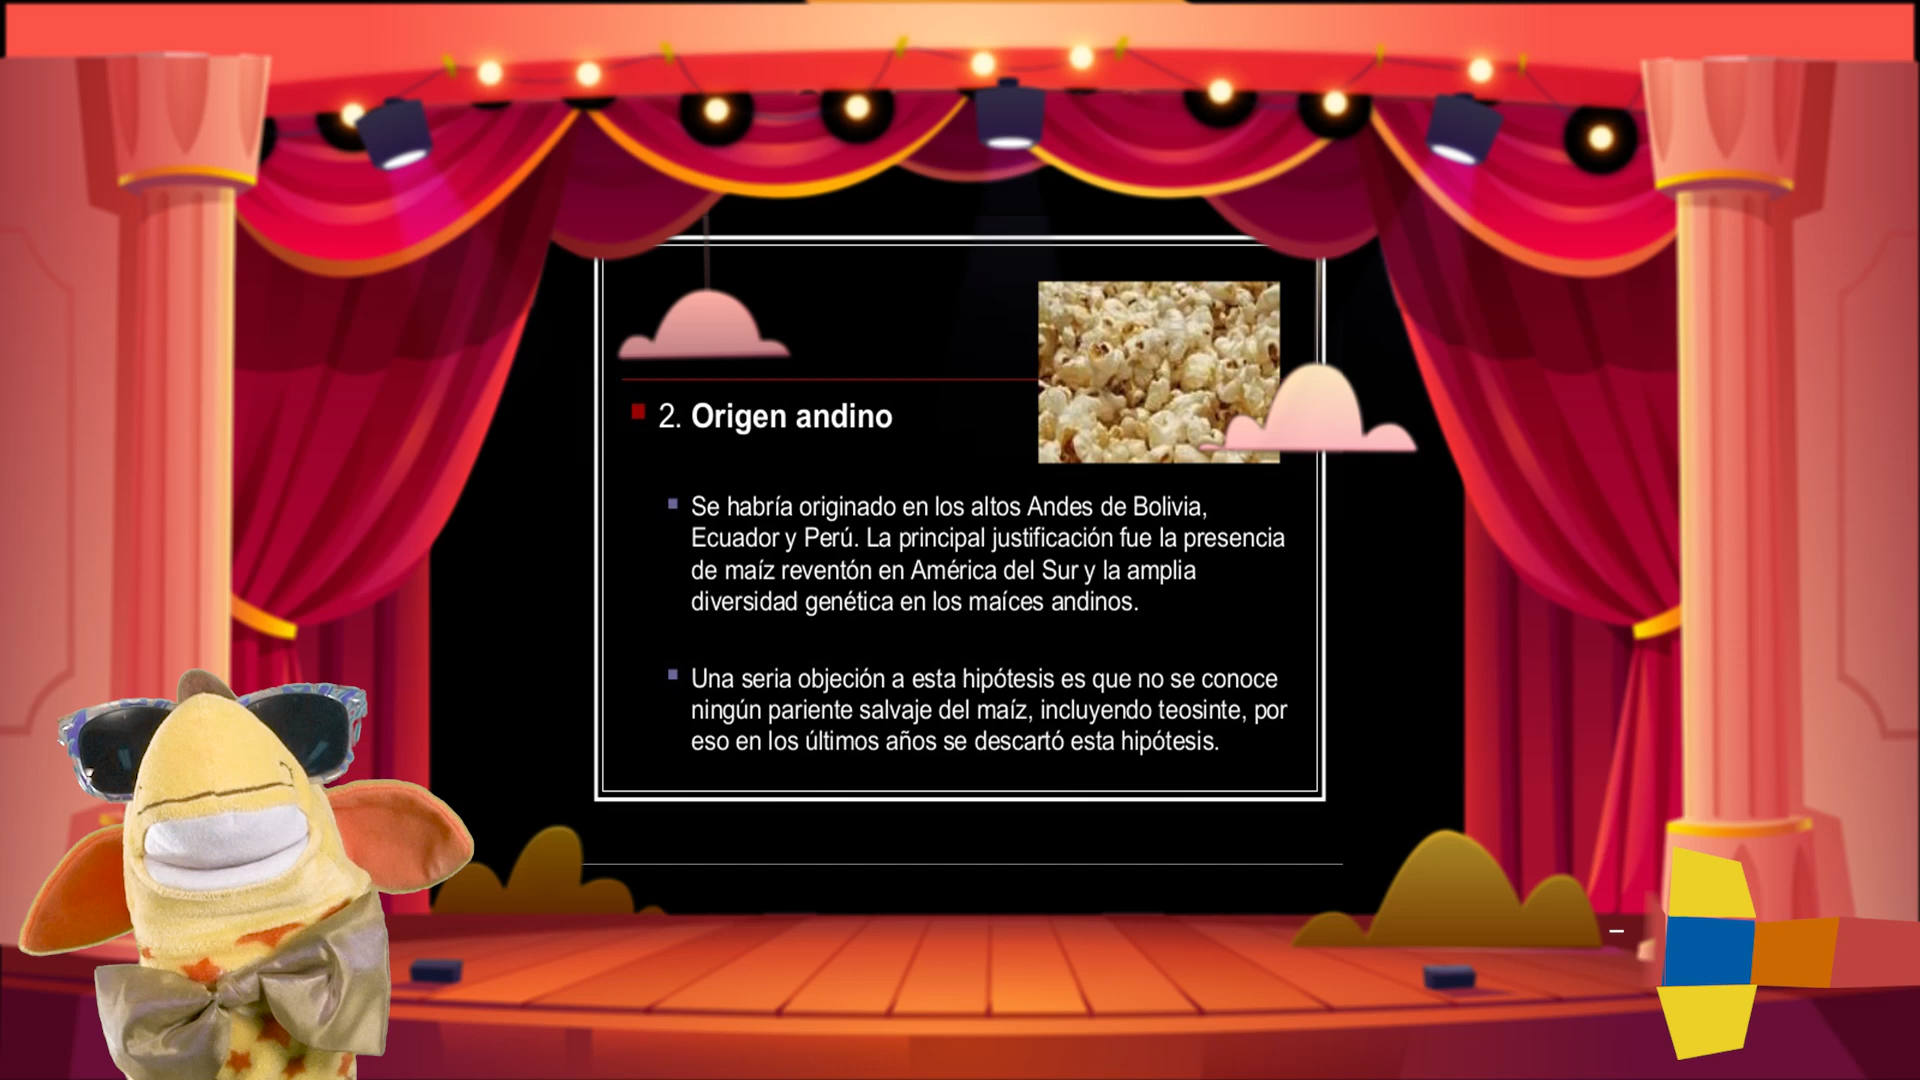 2. Origen andino
Se habría originado en los altos Andes de Bolivia,
Ecuador y Perú. La principal justificación fue la presencia
de maíz reventón en América del Sur y la amplia
diversidad genética en los maíces andinos.
Una seria objeción a esta hipótesis es que no se conoce
ningún pariente salvaje del maíz, incluyendo teosinte, por
eso en los últimos años se descartó esta hipótesis.